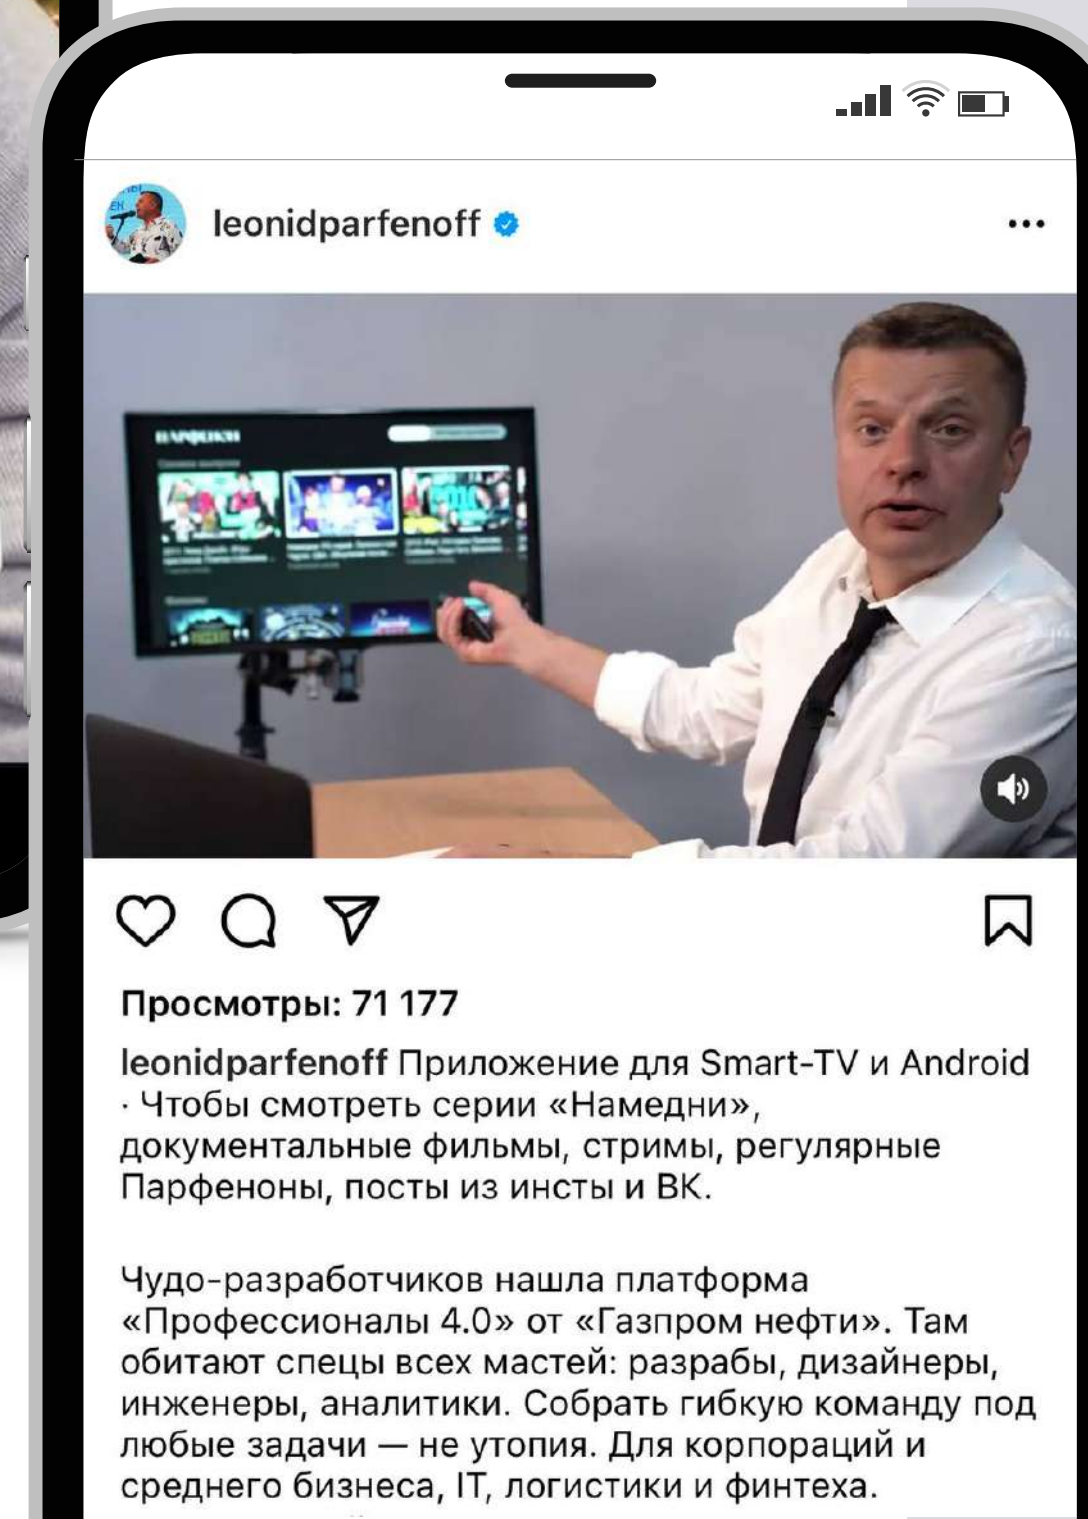 leonidparfenoff
ПАРФЕНОН
Просмотры: 71 177
leonidparfenoff Приложение для Smart-TV и Android
· Чтобы смотреть серии «Намедни»,
документальные фильмы, стримы, регулярные
Парфеноны, посты из инсты и ВК.
Чудо-разработчиков нашла платформа
«Профессионалы 4.0» от «Газпром нефти». Там
обитают спецы всех мастей: разрабы, дизайнеры,
инженеры, аналитики. Собрать гибкую команду под
любые задачи — не утопия. Для корпораций и
среднего бизнеса, IT, логистики и финтеха.